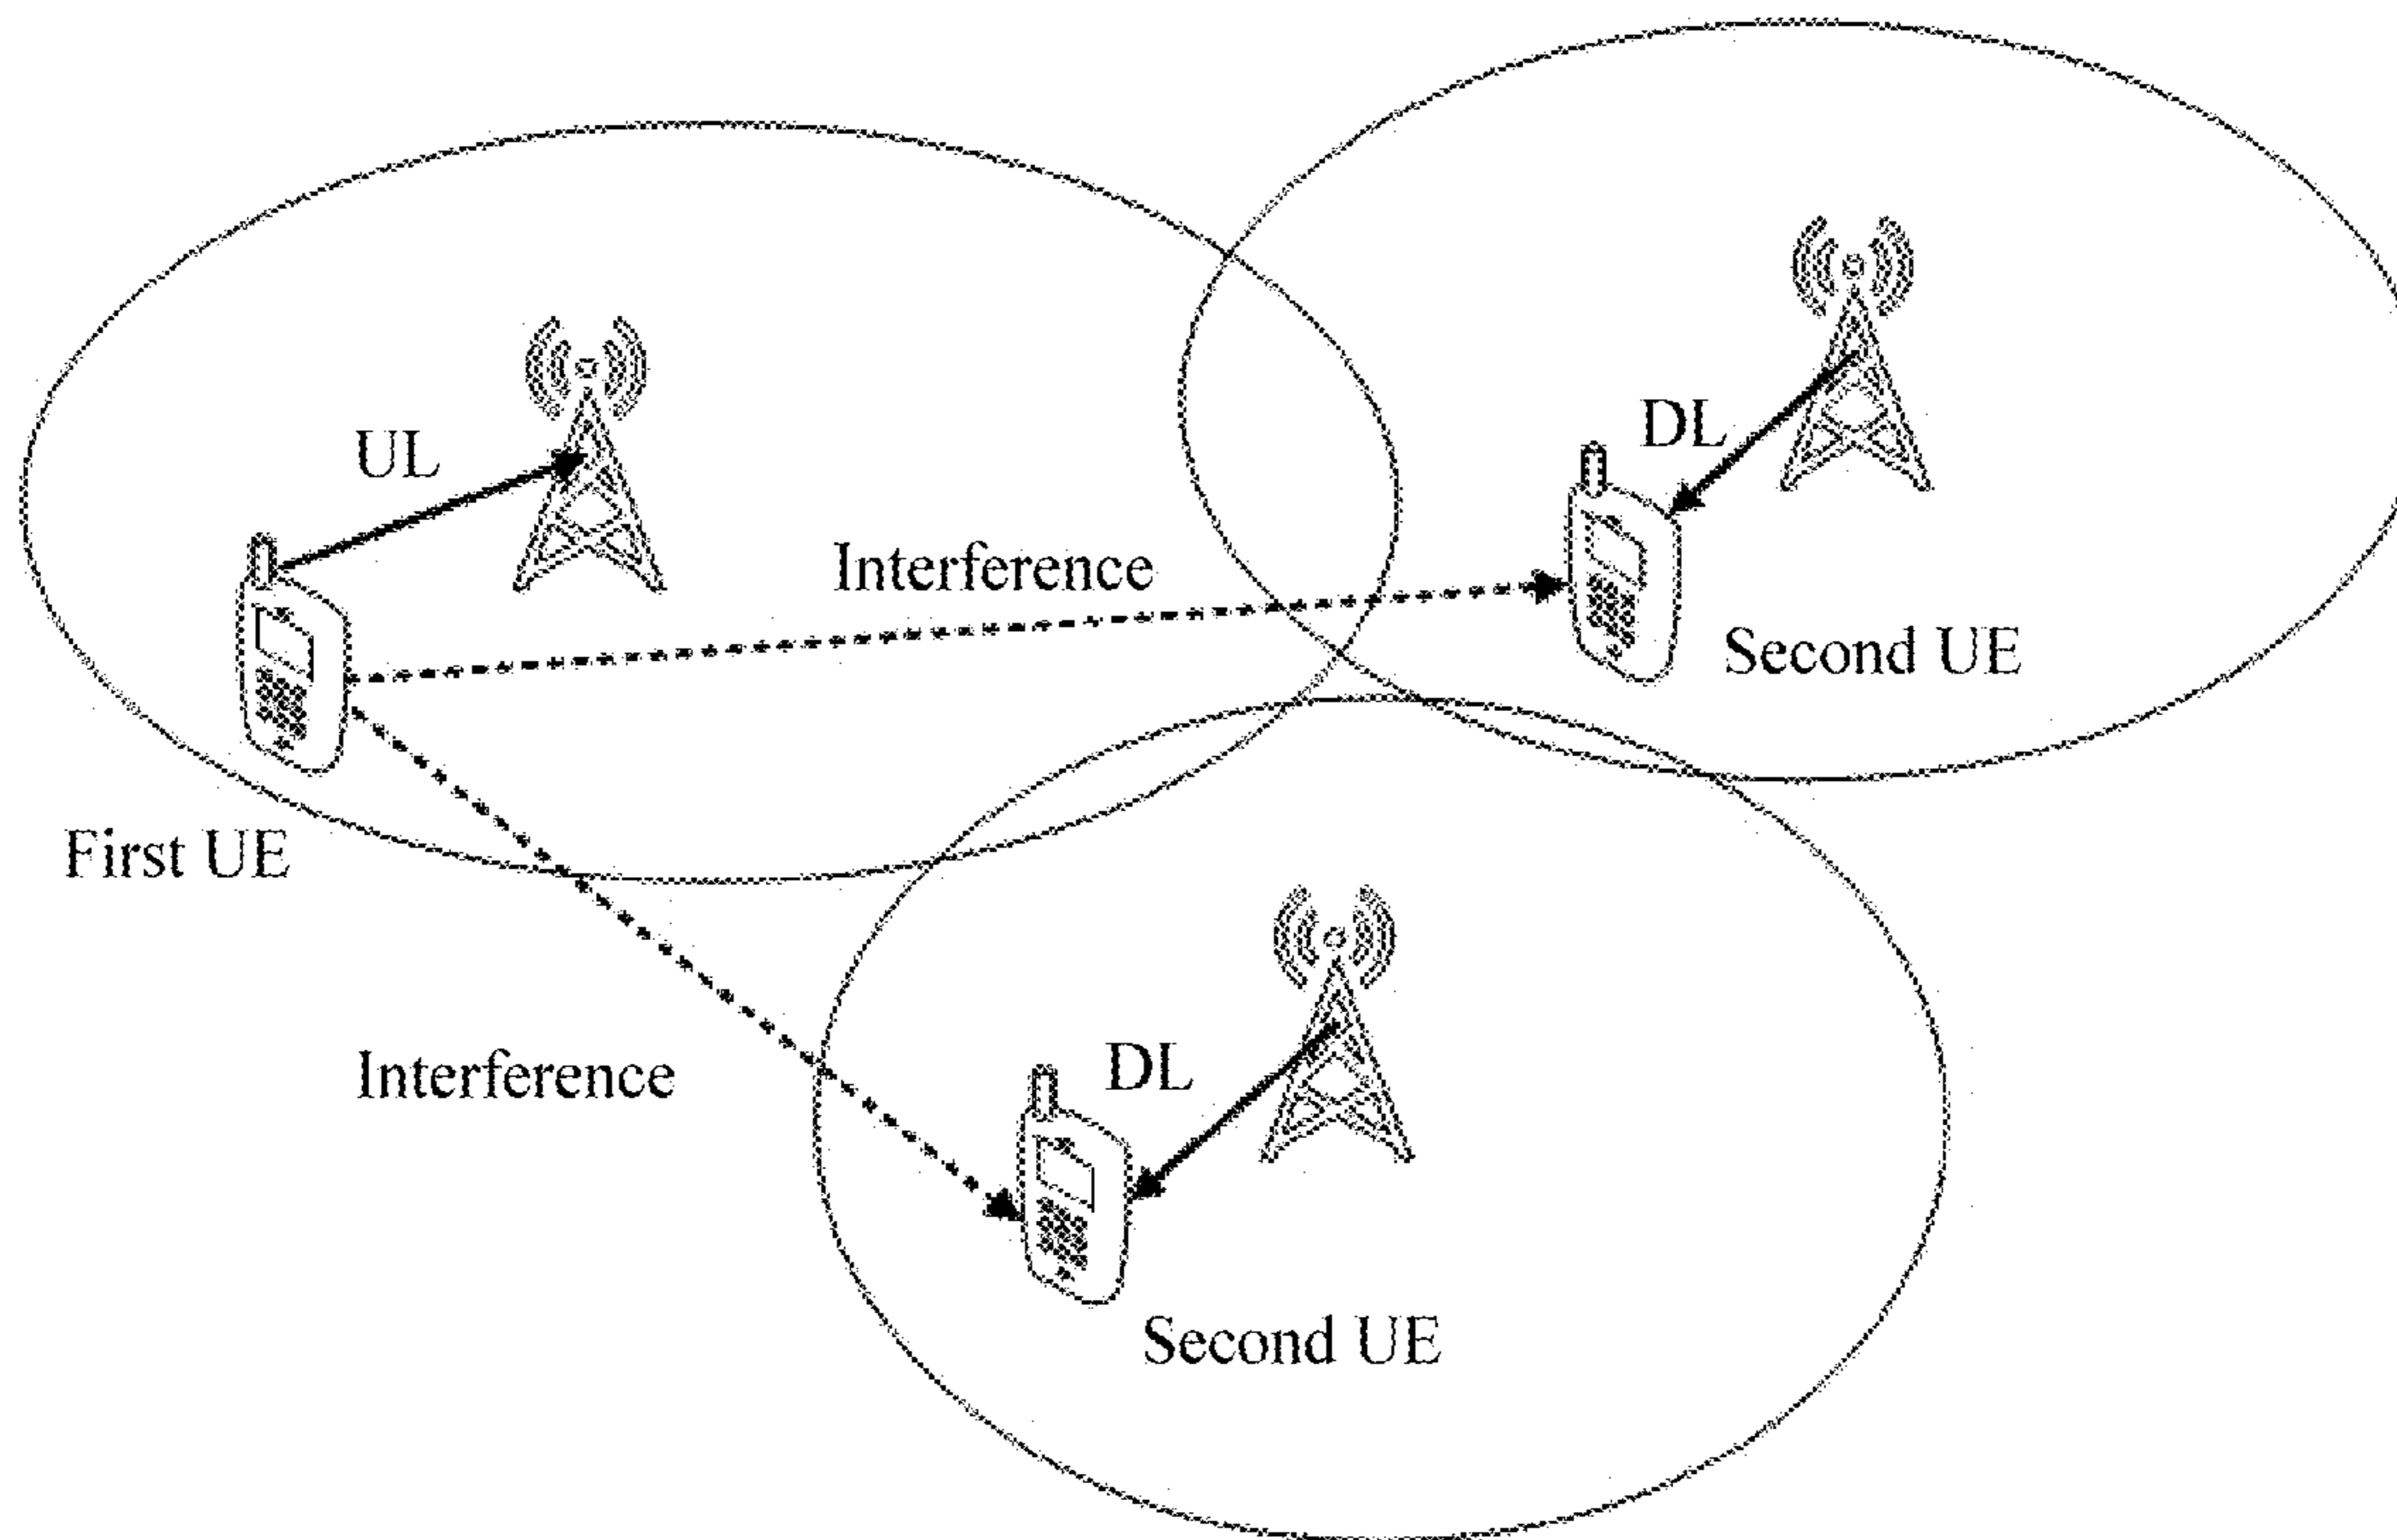 DL
UL
Interference
Second UE
First UE
DL
Interference
Second UE